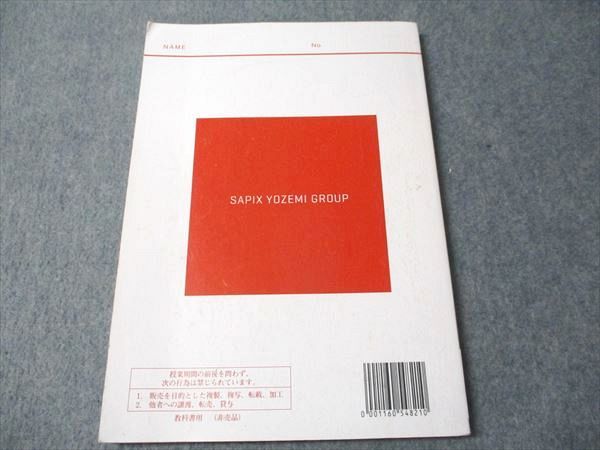 NAME No.
SAPIX YOZEMI GROUP
授業期間の前後を問わず、
次の行為は禁じられています。
1. 販売を目的とした複製、複写、転載、加工
2. 他者への譲渡、転売、貸与
教科書用 (非売品)
0001160548210